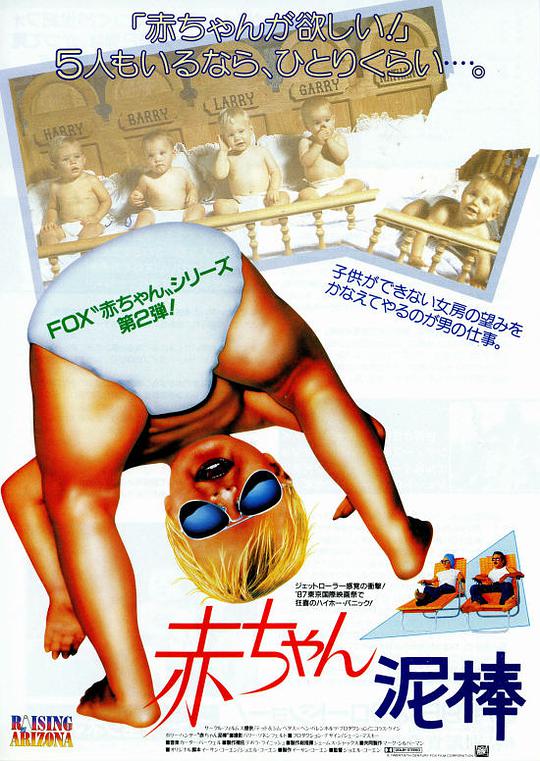 「赤ちゃんが欲しい！」
5人もいるなら、ひとりくらい‥‥。
HARRY
BARRY
LARRY
GARRY
FOX“赤ちゃん”シリーズ
第2弾！
子供ができない女房の望みを
かなえてやるのが男の仕事。
ジェットローラー感覚の衝撃！
'87東京国際映画祭で
狂喜のハイホー・パニック！
赤ちゃん
泥棒
RAISING
ARIZONA